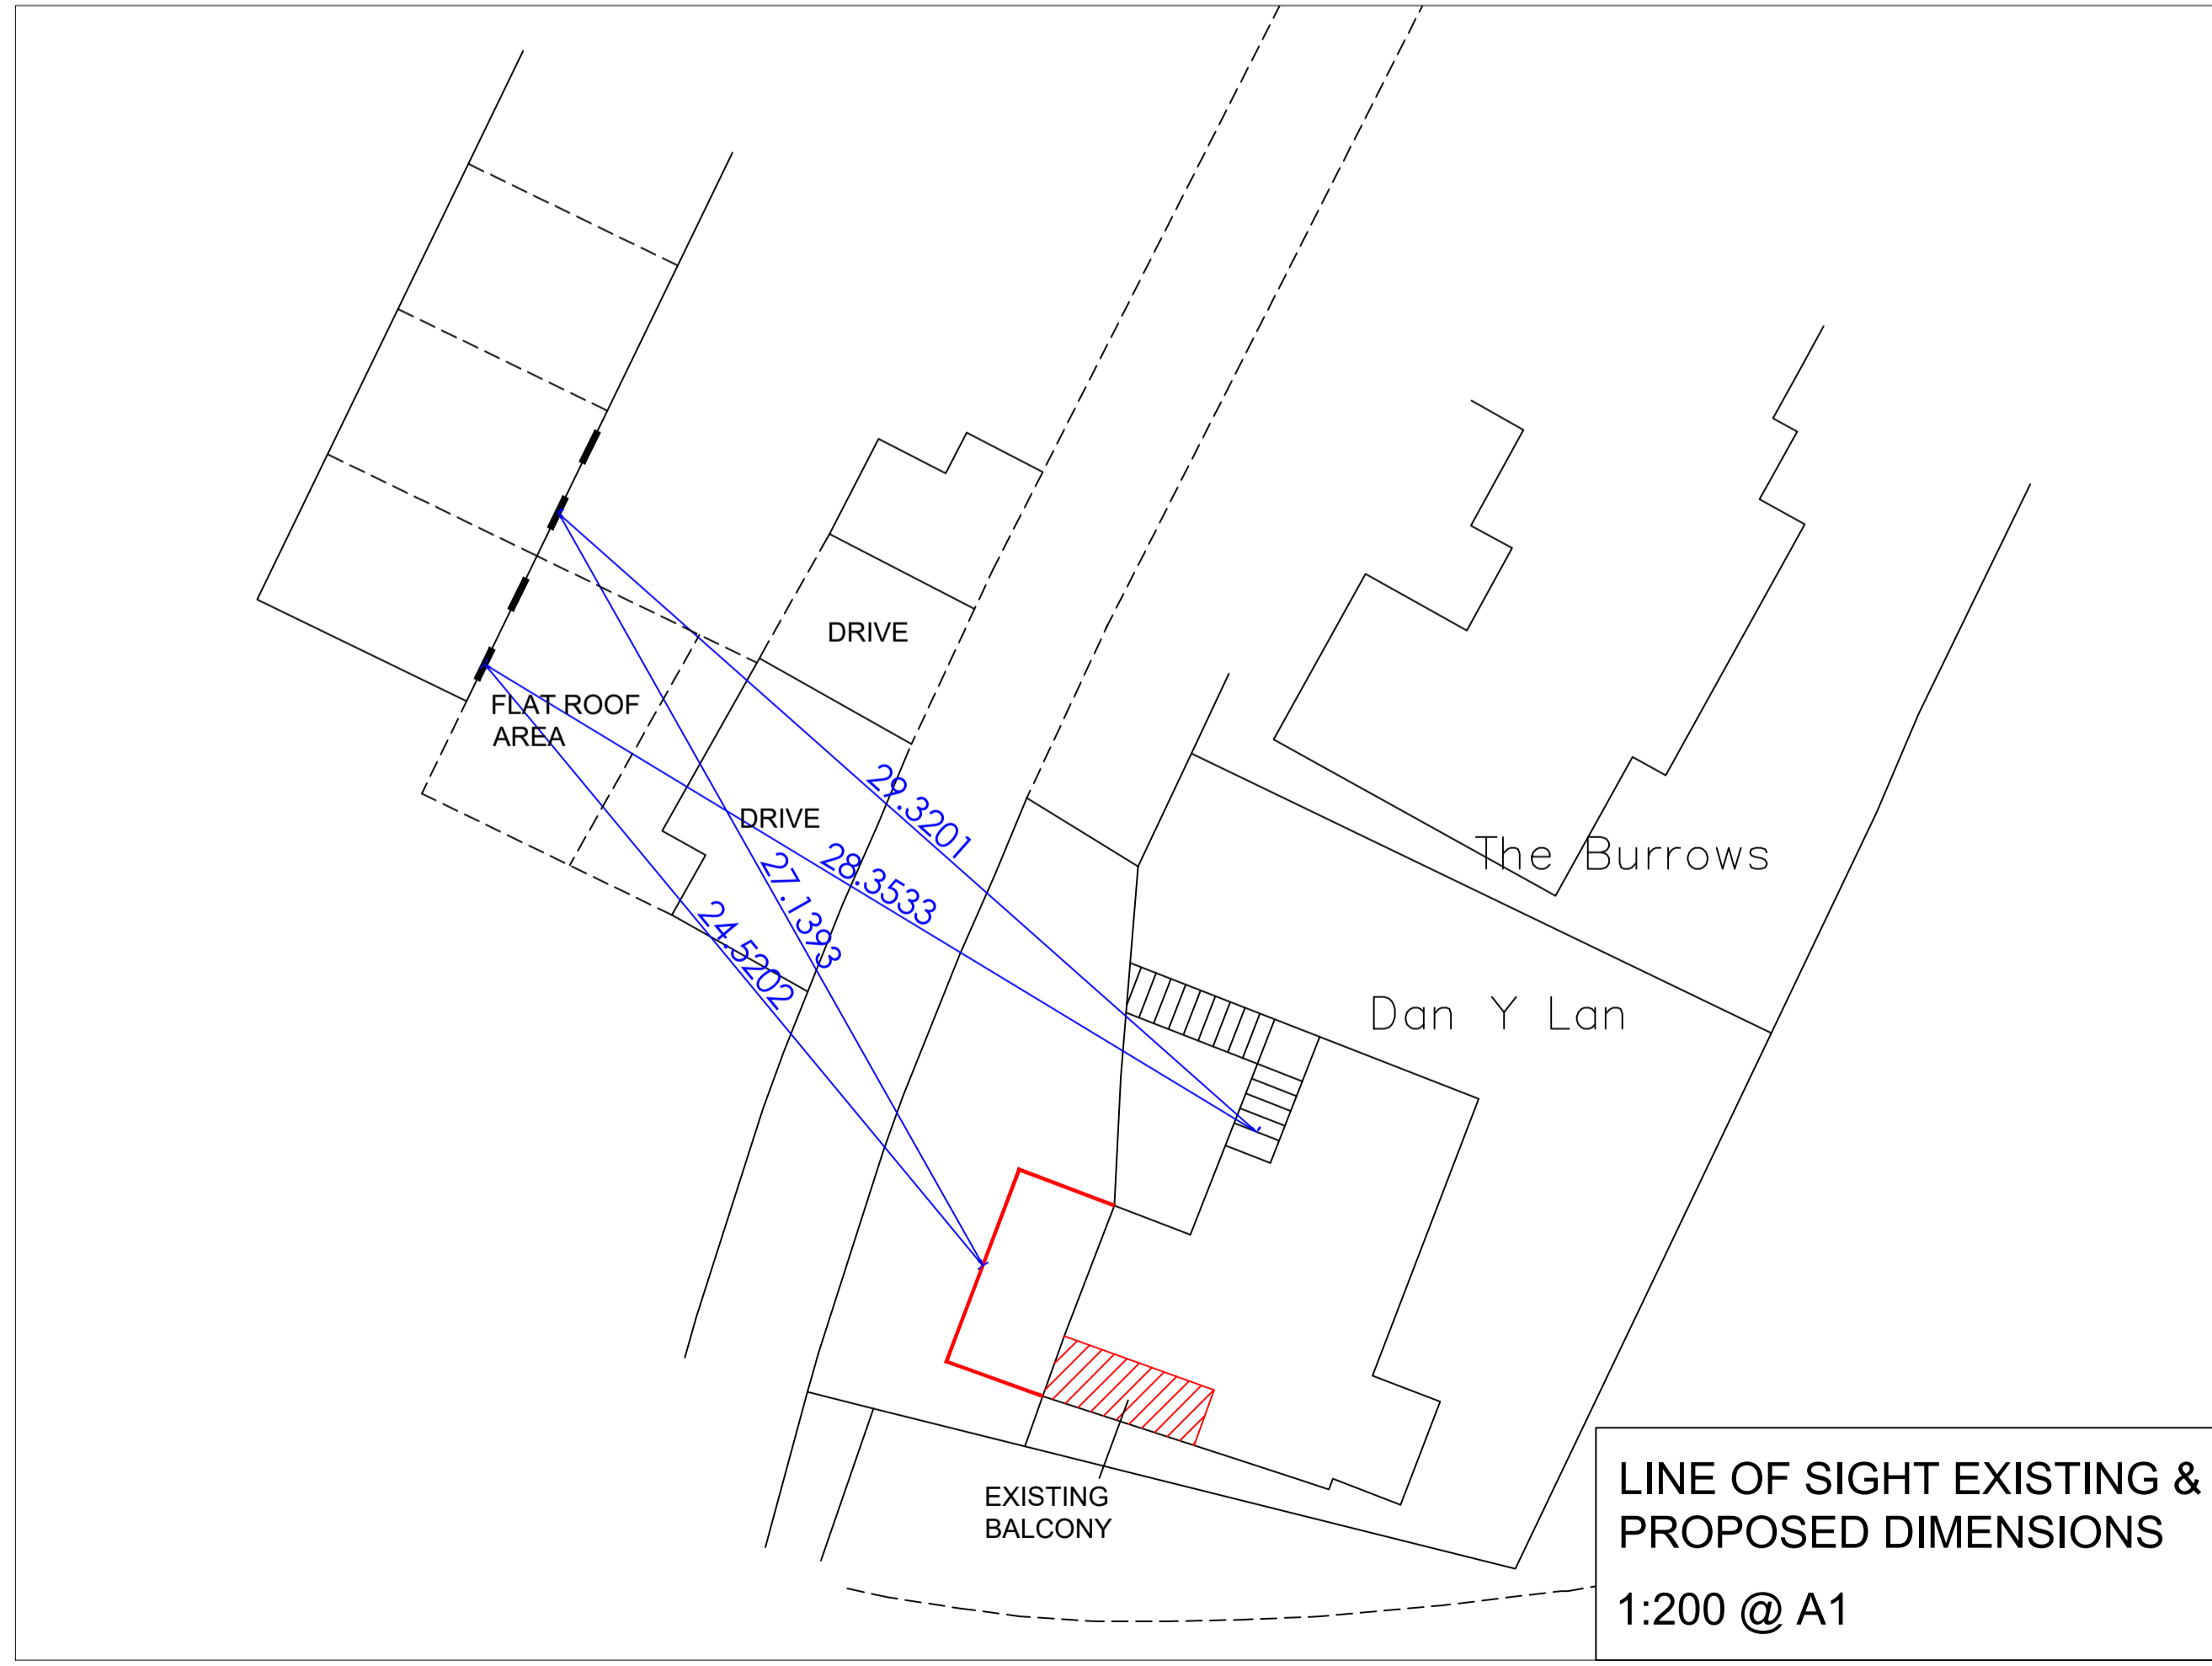 DRIVE
FLAT ROOF
AREA
DRIVE
29.3201
28.3533
27.1393
24.5202
The Burrows
Dan Y Lan
EXISTING
BALCONY
LINE OF SIGHT EXISTING &
PROPOSED DIMENSIONS
1:200 @ A1